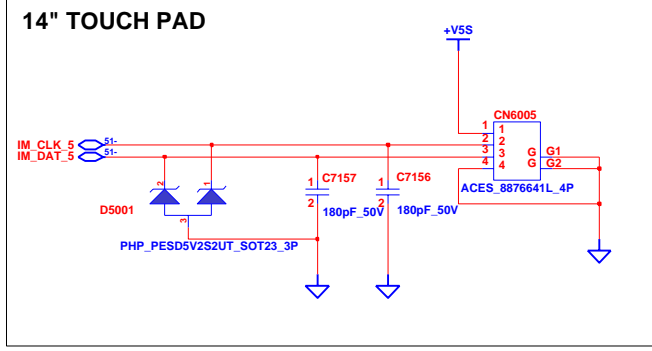 14" TOUCH PAD
+V5S
CN6005
IM_CLK_5 51-
IM_DAT_5 51-
1 1
2 2
3 3
4 4
G G1
G G2
ACES_8876641L_4P
2 1
D5001
3
1 C7157
2
180pF_50V
1 C7156
2
180pF_50V
PHP_PESD5V2S2UT_SOT23_3P